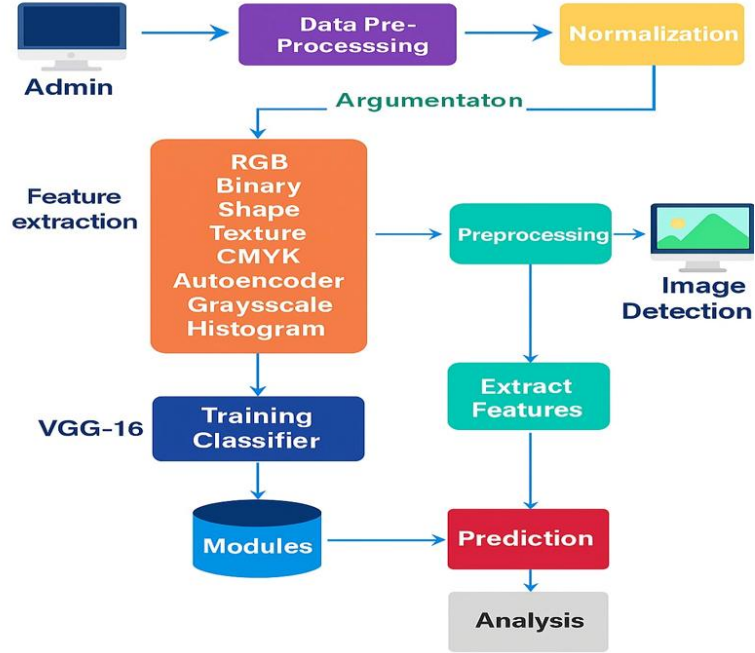 Admin
Data Pre-
Processsing
Normalization
Argumentaton
Feature
extraction
RGB
Binary
Shape
Texture
CMYK
Autoencoder
Graysscale
Histogram
Preprocessing
Image
Detection
VGG-16
Training
Classifier
Extract
Features
Modules
Prediction
Analysis